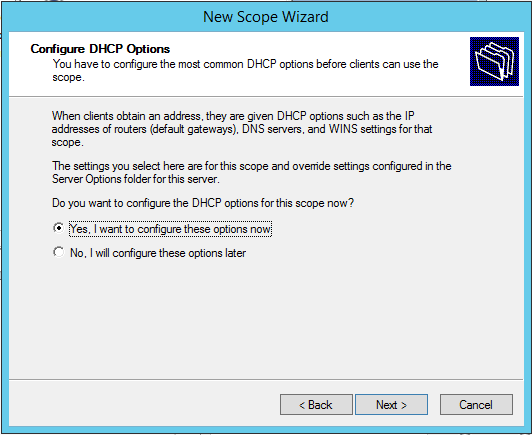 New Scope Wizard
Configure DHCP Options
You have to configure the most common DHCP options before clients can use the
scope.
When clients obtain an address, they are given DHCP options such as the IP
addresses of routers (default gateways), DNS servers, and WINS settings for that
scope.
The settings you select here are for this scope and override settings configured in the
Server Options folder for this server.
Do you want to configure the DHCP options for this scope now?
Yes, I want to configure these options now
No, I will configure these options later
< Back Next > Cancel